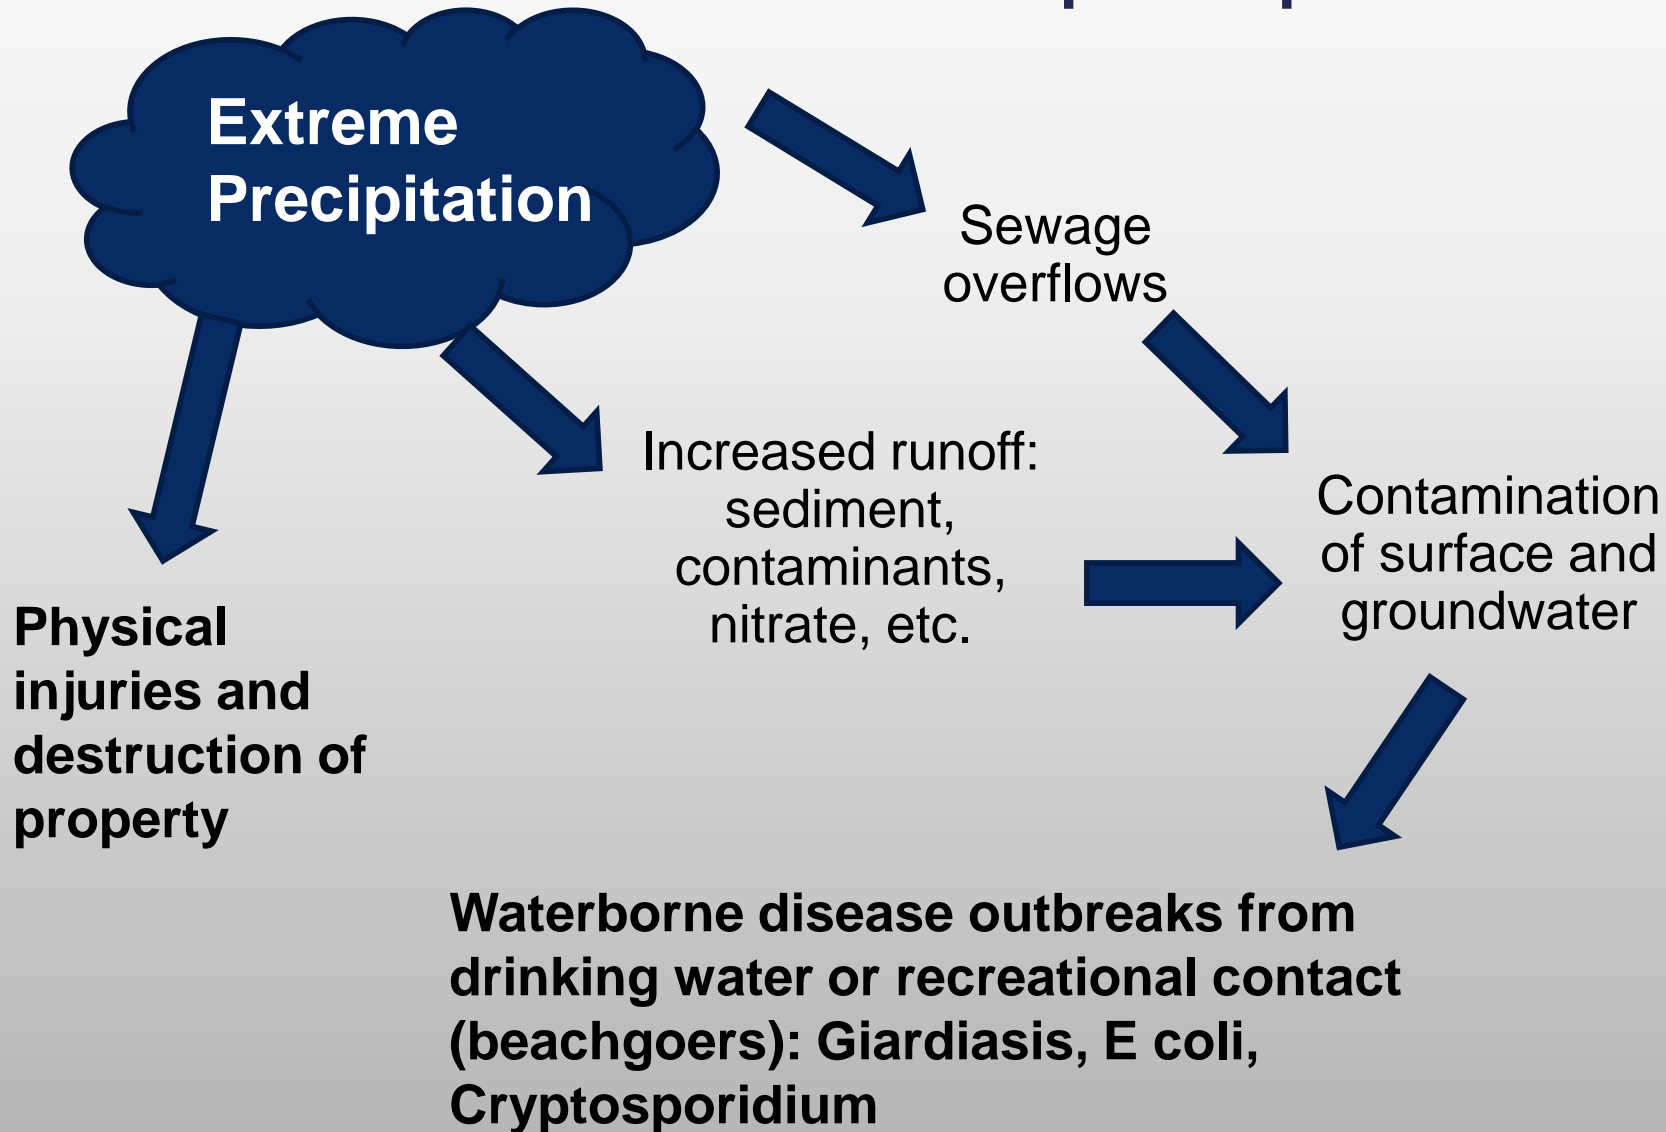 Extreme
Precipitation
Sewage
overflows
Increased runoff:
sediment,
contaminants,
nitrate, etc.
Contamination
of surface and
groundwater
Physical
injuries and
destruction of
property
Waterborne disease outbreaks from
drinking water or recreational contact
(beachgoers): Giardiasis, E coli,
Cryptosporidium